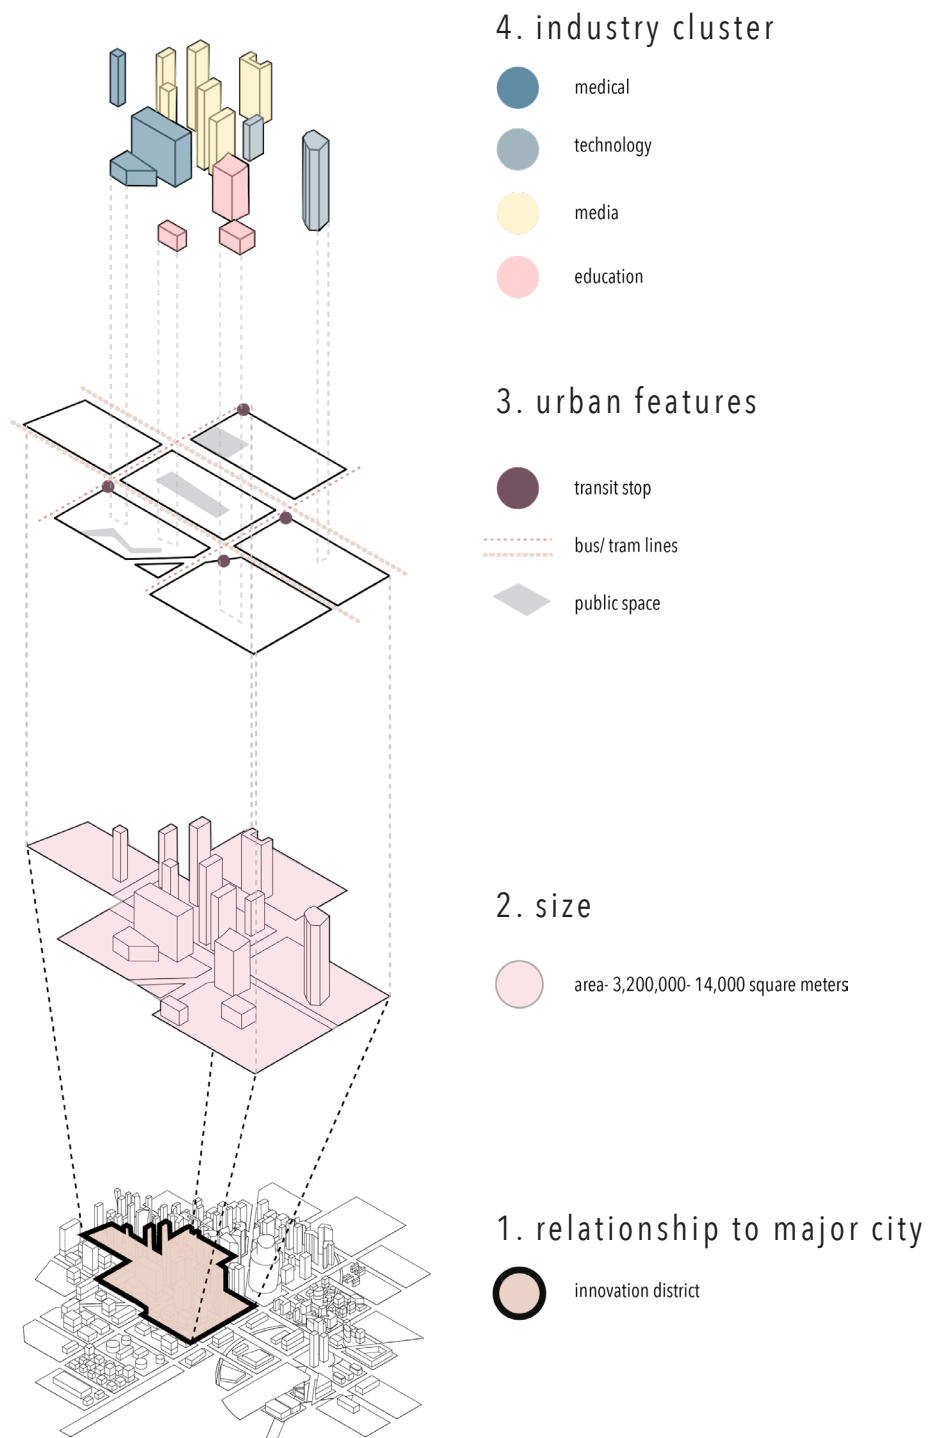 4. industry cluster
medical
technology
media
education
3. urban features
transit stop
bus/ tram lines
public space
2. size
area- 3,200,000- 14,000 square meters
1. relationship to major city
innovation district